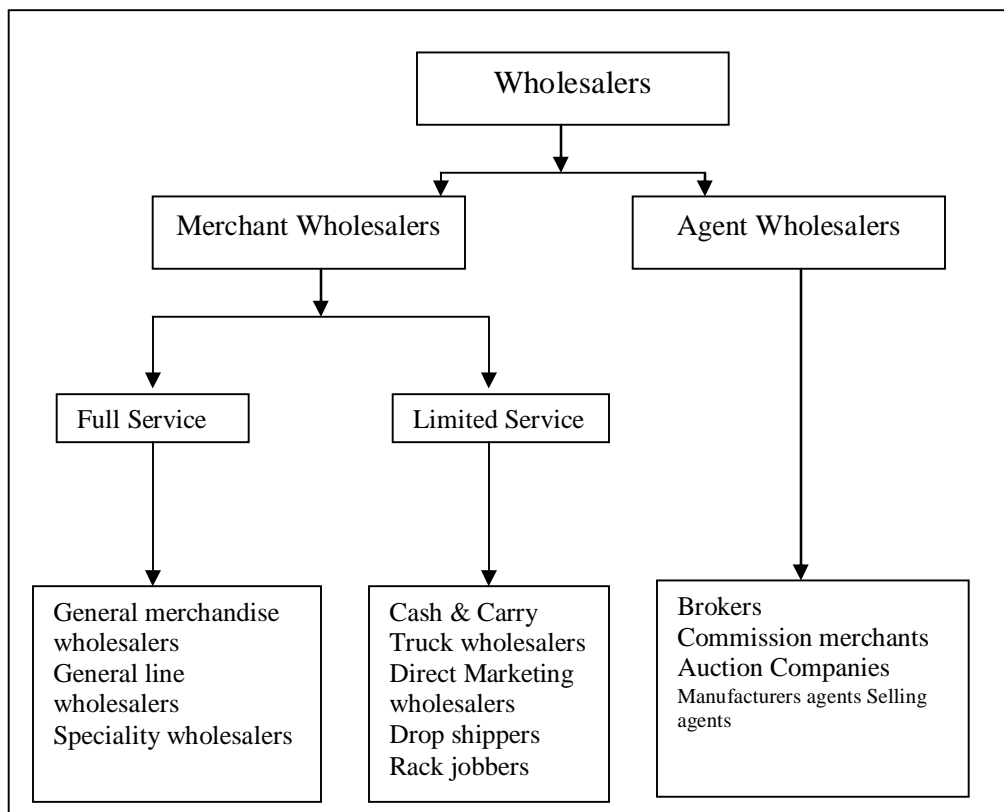 Wholesalers
Merchant Wholesalers
Agent Wholesalers
Full Service
Limited Service
General merchandise
wholesalers
General line
wholesalers
Speciality wholesalers
Cash & Carry
Truck wholesalers
Direct Marketing
wholesalers
Drop shippers
Rack jobbers
Brokers
Commission merchants
Auction Companies
Manufacturers agents Selling
agents